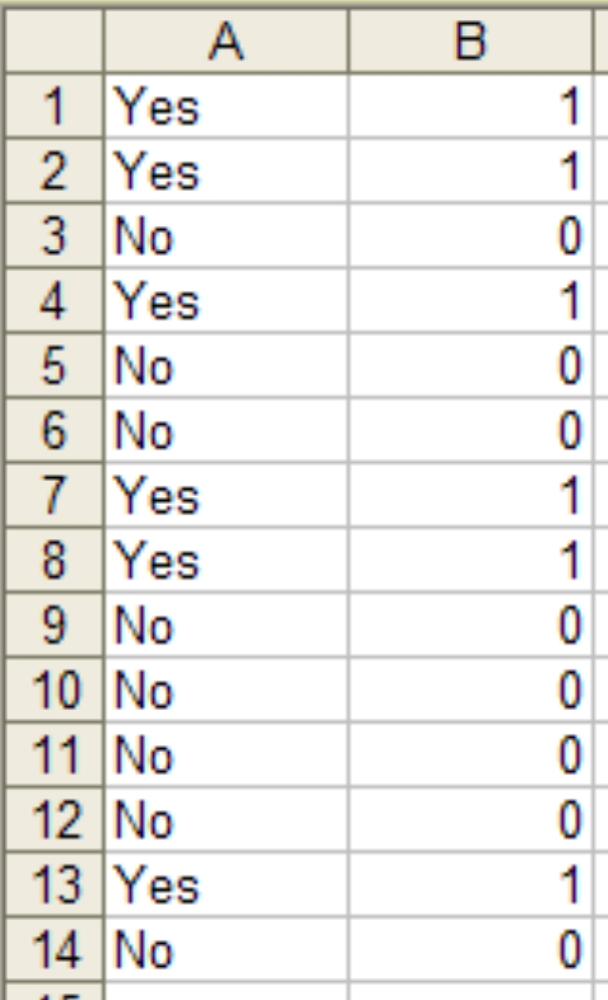 A B
1 Yes 1
2 Yes 1
3 No 0
4 Yes 1
5 No 0
6 No 0
7 Yes 1
8 Yes 1
9 No 0
10 No 0
11 No 0
12 No 0
13 Yes 1
14 No 0